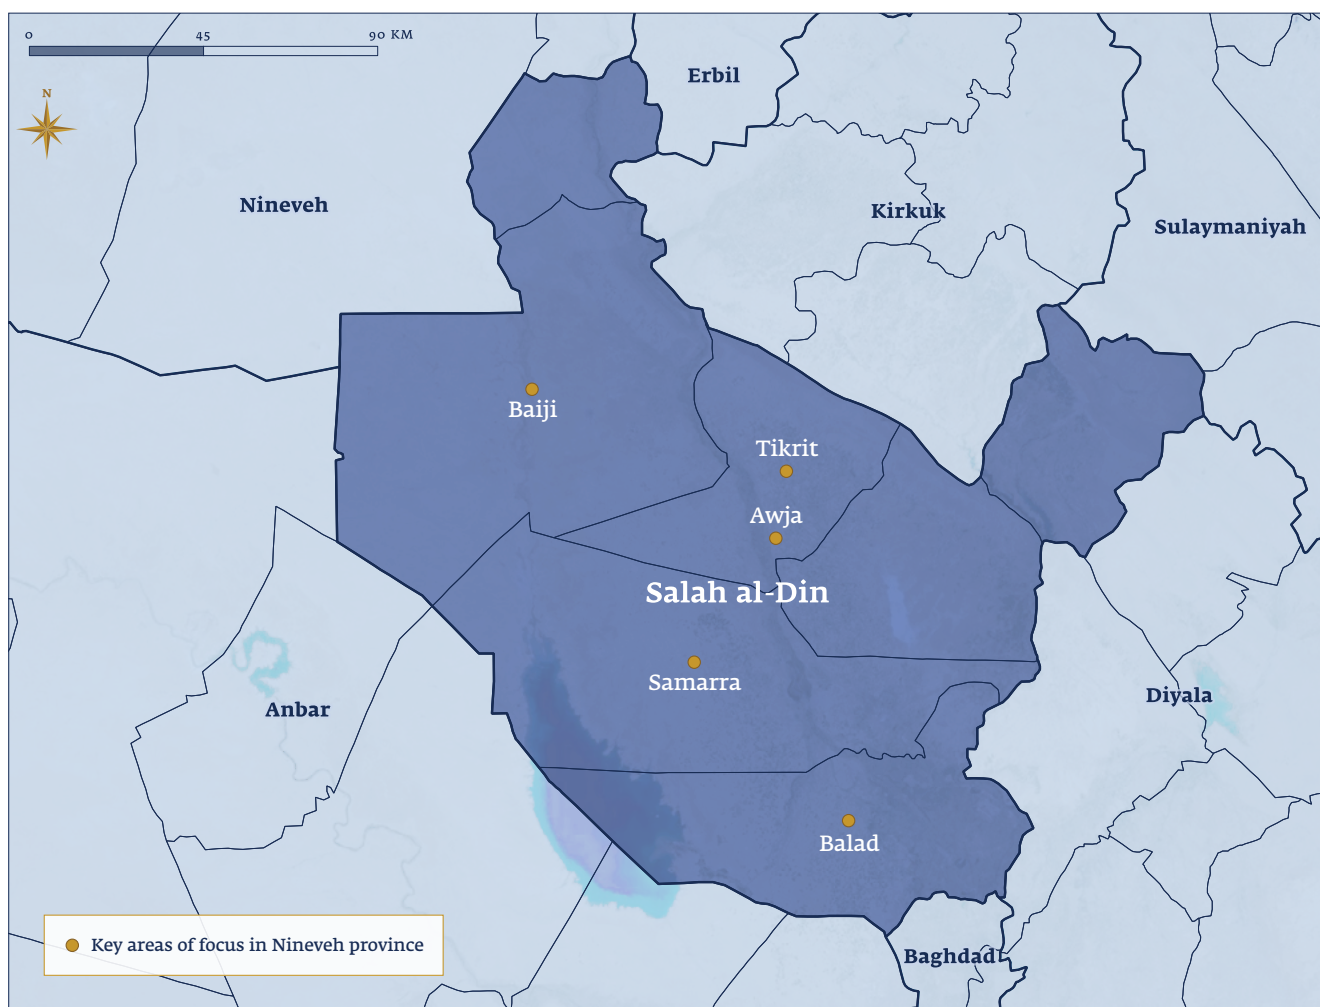 0 45 90 KM
Erbil
N
Nineveh
Kirkuk
Sulaymaniyah
Baiji
Tikrit
Awja
Salah al-Din
Samarra
Diyala
Anbar
Balad
Key areas of focus in Nineveh province
Baghdad